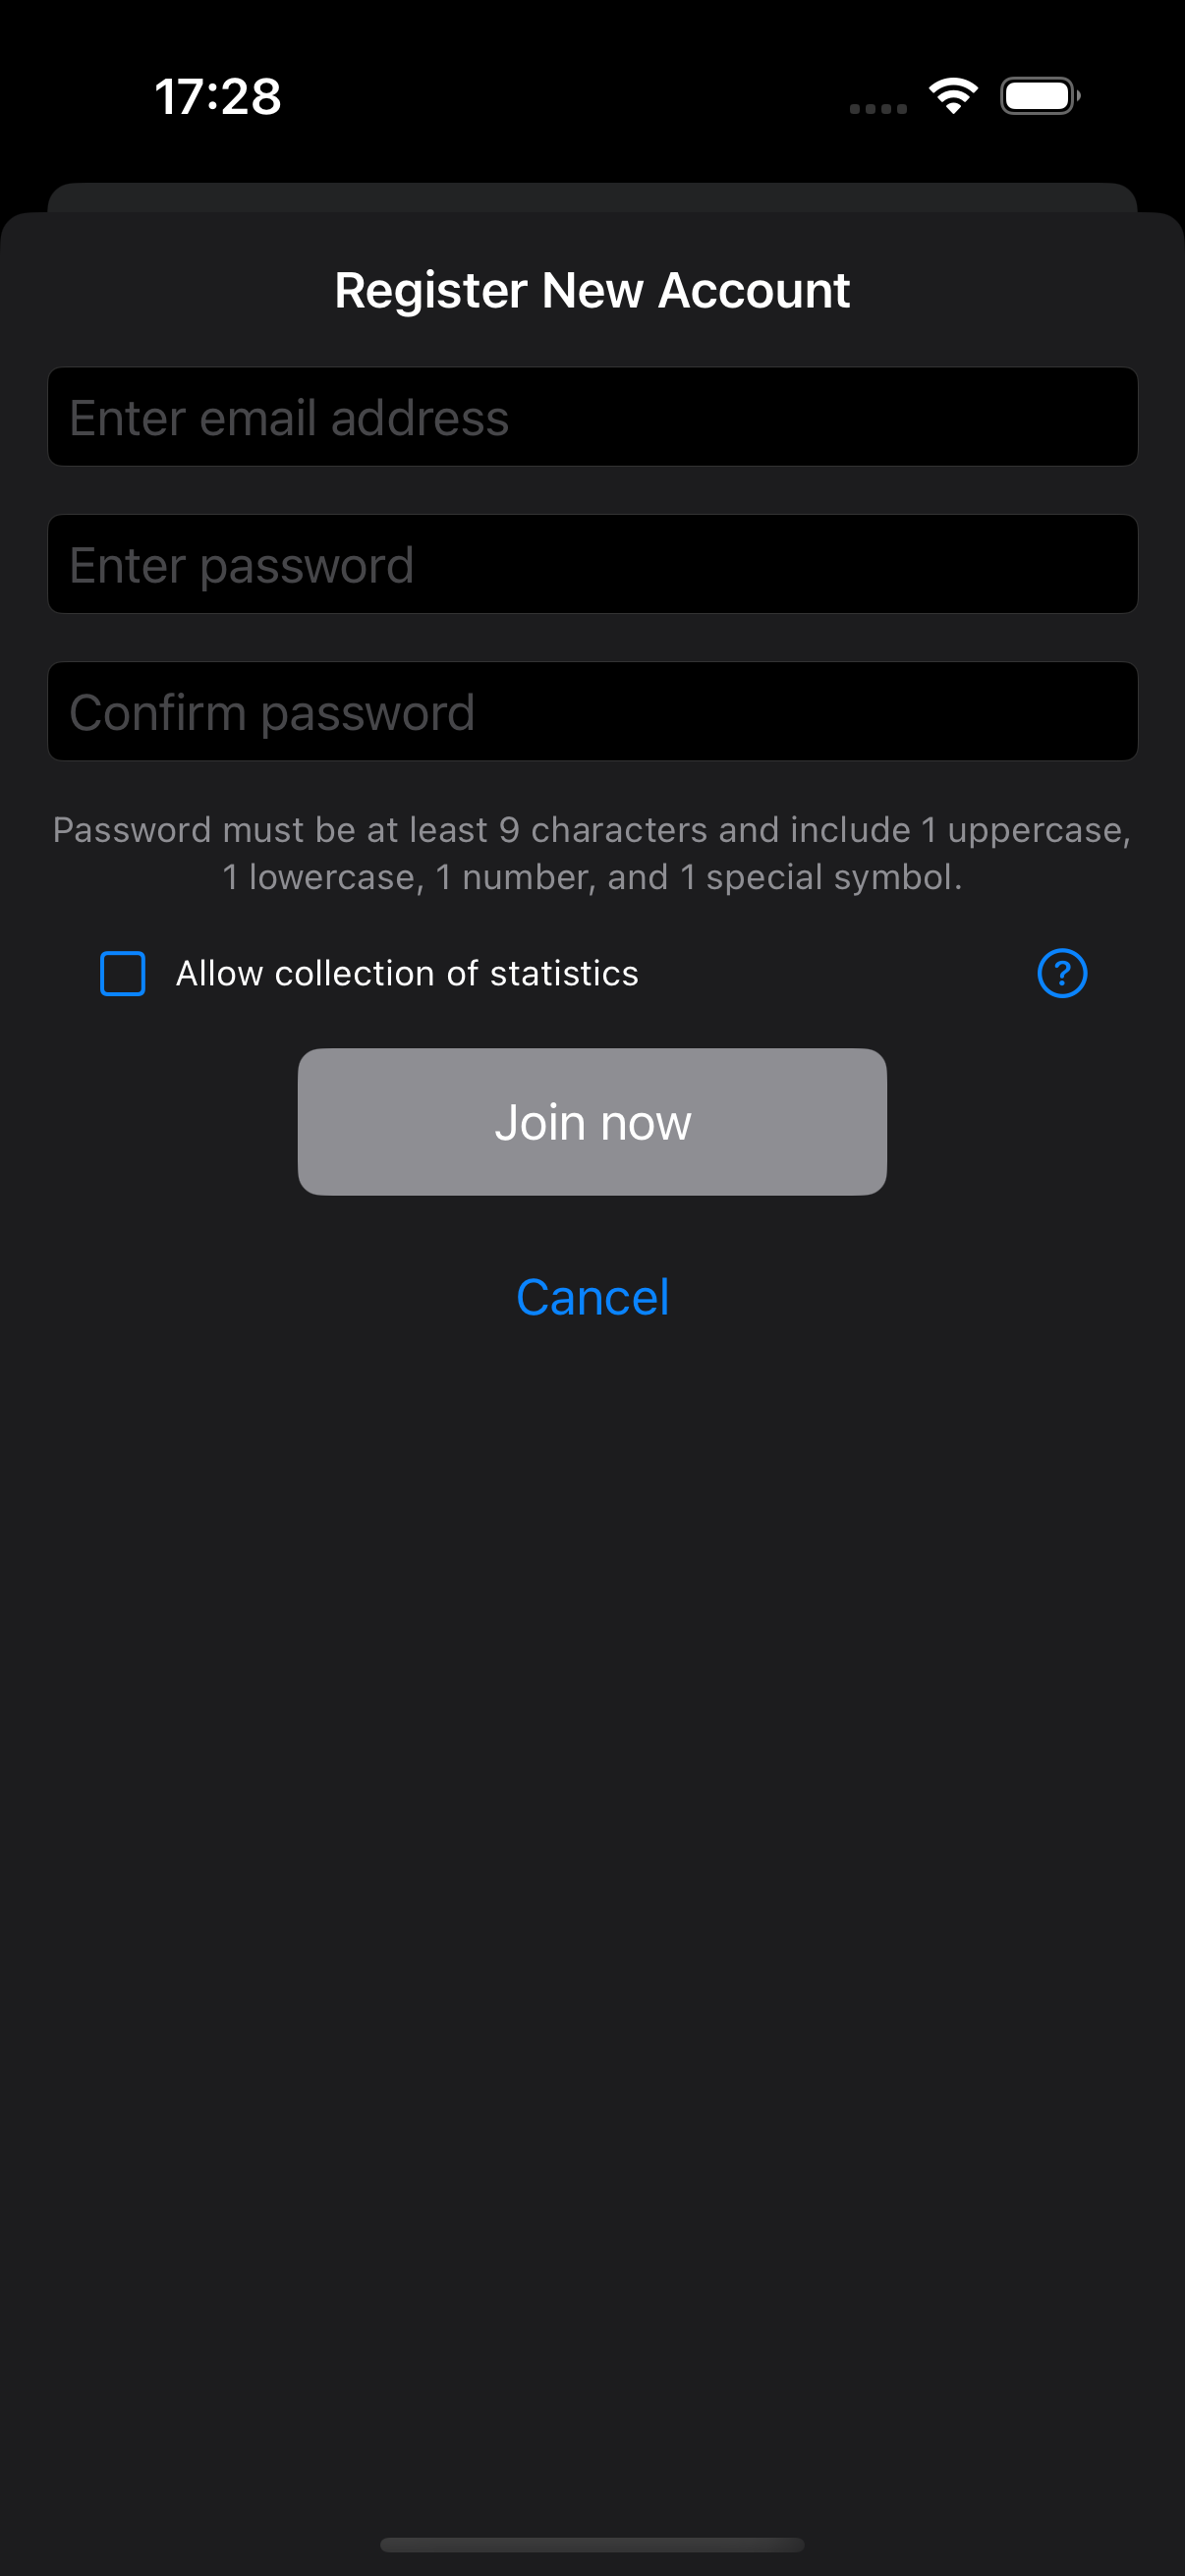 17:28
Register New Account
Enter email address
Enter password
Confirm password
Password must be at least 9 characters and include 1 uppercase,
1 lowercase, 1 number, and 1 special symbol.
Allow collection of statistics ?
Join now
Cancel